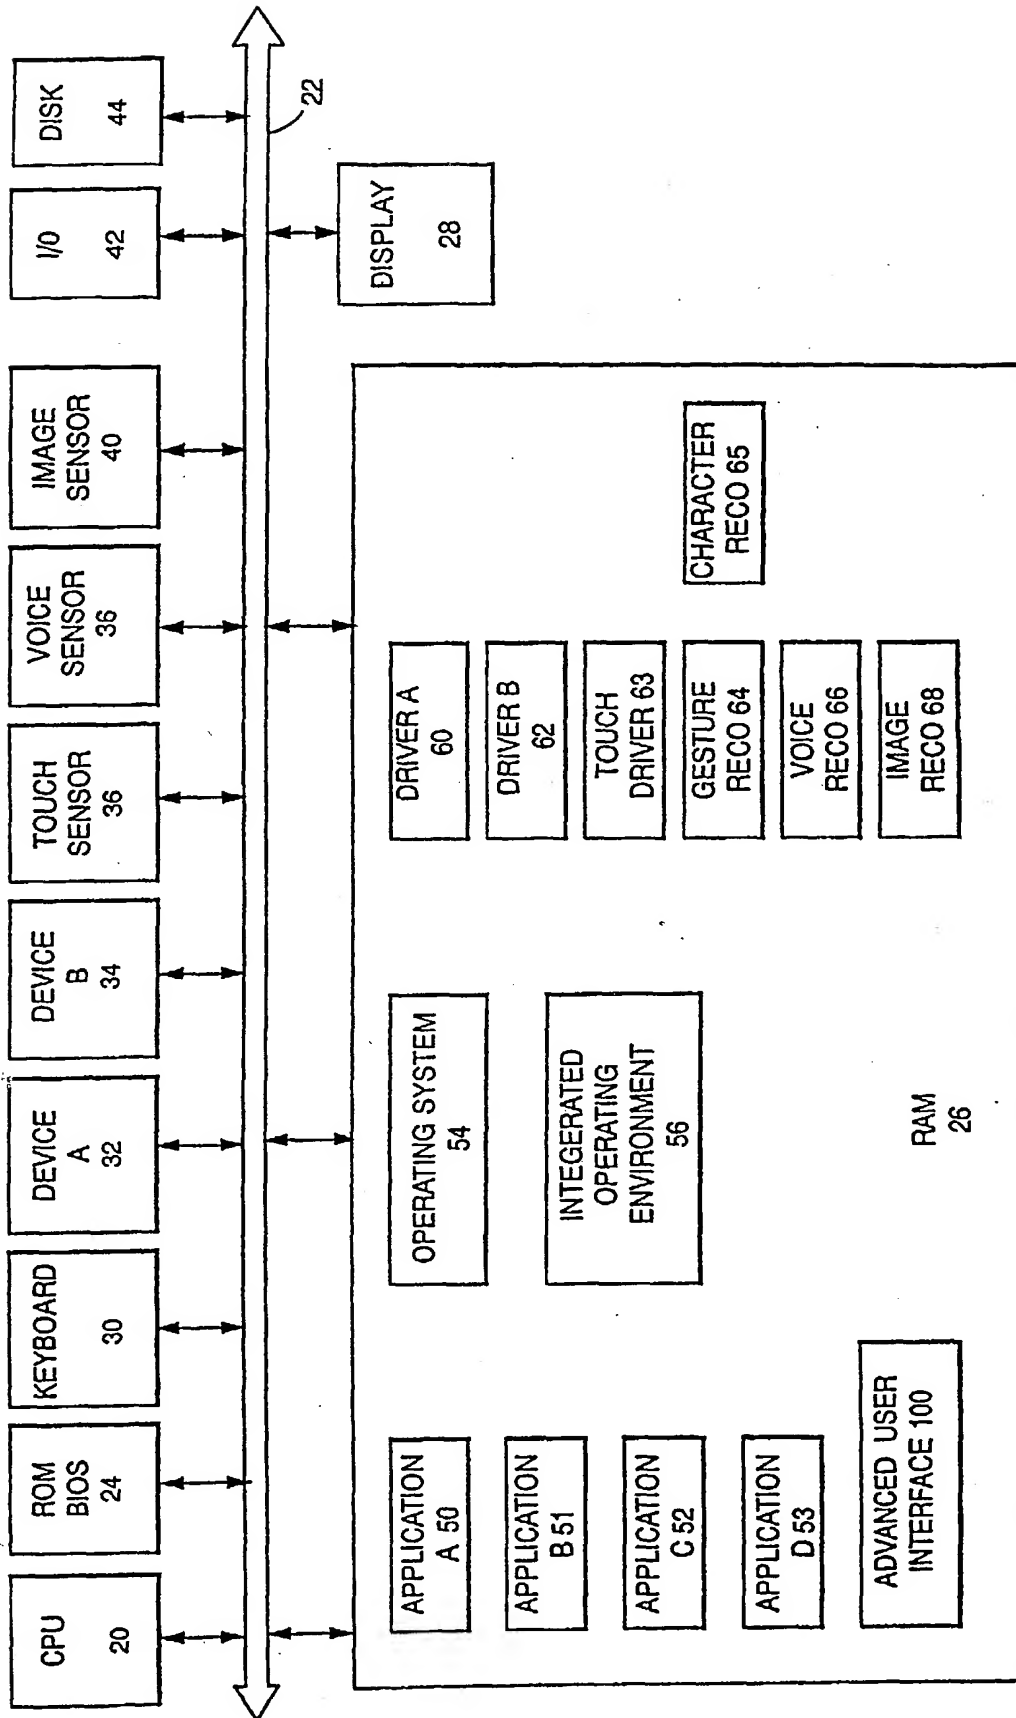 CPU
20
ROM
BIOS
24
KEYBOARD
30
DEVICE
A
32
DEVICE
B
34
TOUCH
SENSOR
36
VOICE
SENSOR
36
IMAGE
SENSOR
40
I/O
42
DISK
44
22
DISPLAY
28
APPLICATION
A 50
APPLICATION
B 51
APPLICATION
C 52
APPLICATION
D 53
ADVANCED USER
INTERFACE 100
OPERATING SYSTEM
54
INTEGERATED
OPERATING
ENVIRONMENT
56
RAM
26
DRIVER A
60
DRIVER B
62
TOUCH
DRIVER 63
GESTURE
RECO 64
VOICE
RECO 66
IMAGE
RECO 68
CHARACTER
RECO 65